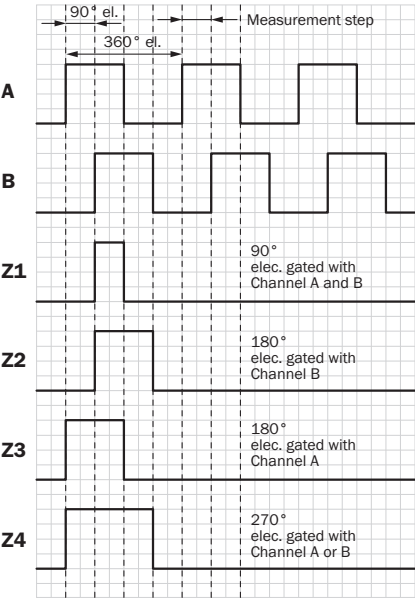 90° el.
Measurement step
360° el.
A
B
Z1
90°
elec. gated with
Channel A and B
Z2
180°
elec. gated with
Channel B
Z3
180°
elec. gated with
Channel A
Z4
270°
elec. gated with
Channel A or B